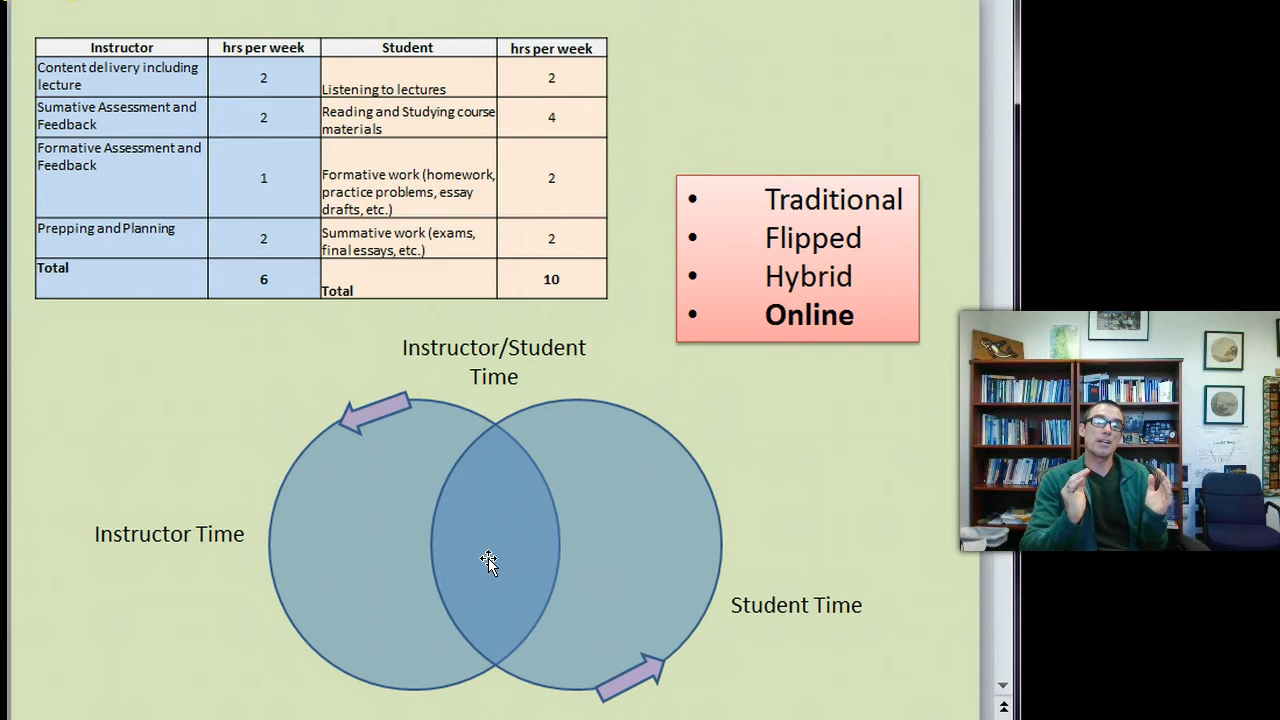 Instructor hrs per week Student hrs per week
Content delivery including
lecture
2
Listening to lectures
2
Sumative Assessment and
Feedback
2
Reading and Studying course
materials
4
Formative Assessment and
Feedback
1
Formative work (homework,
practice problems, essay
drafts, etc.)
2
Prepping and Planning
2
Summative work (exams,
final essays, etc.)
2
Total
6
Total
10
• Traditional
• Flipped
• Hybrid
• Online
Instructor/Student
Time
Instructor Time
Student Time